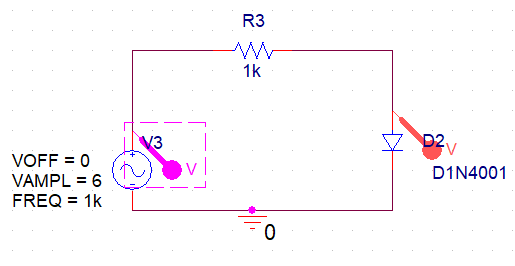 R3
1k
V3
V
VOFF = 0
VAMPL = 6
FREQ = 1k
D2
V
D1N4001
0